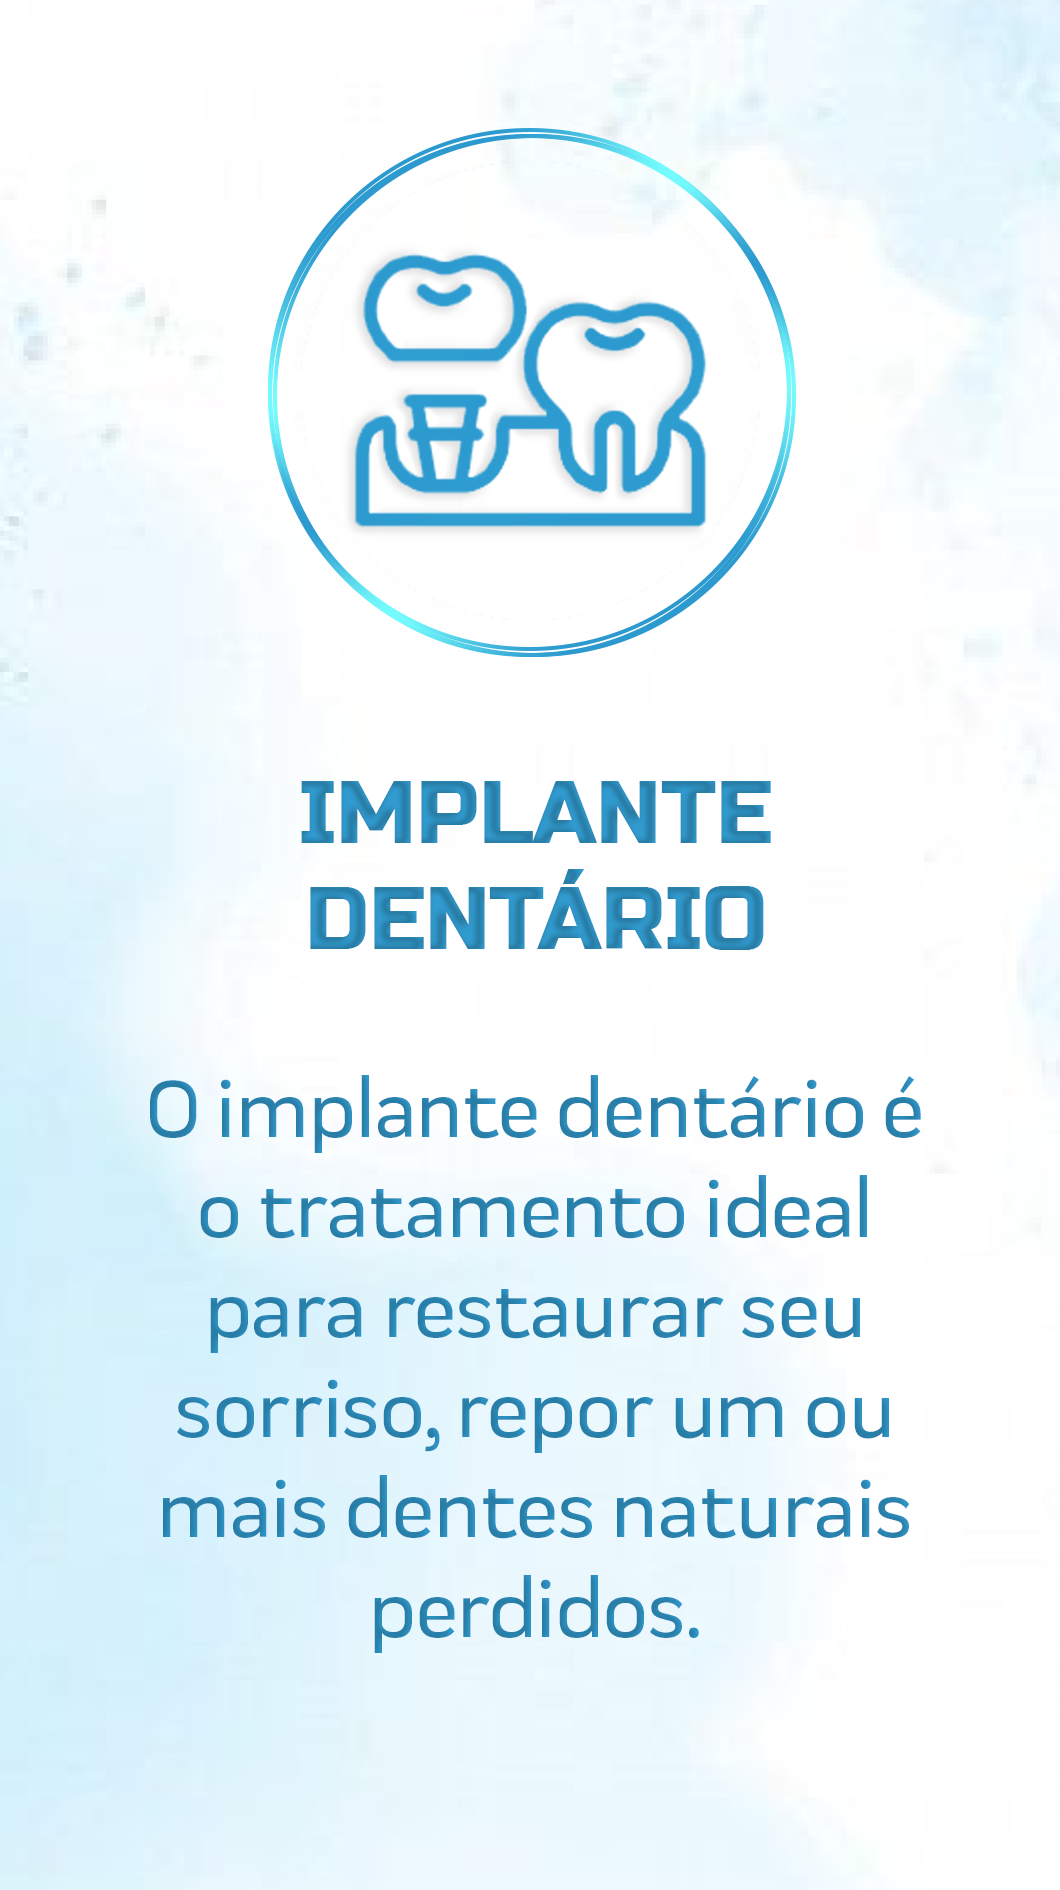 IMPLANTE
DENTÁRIO
O implante dentário é
o tratamento ideal
para restaurar seu
sorriso, repor um ou
mais dentes naturais
perdidos.